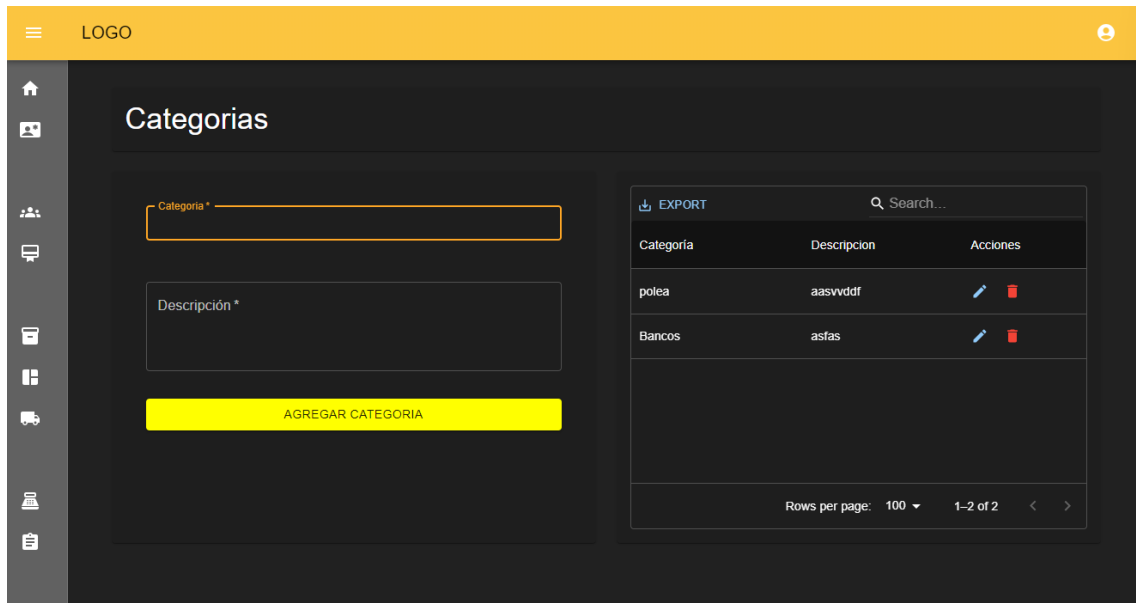 LOGO
Categorias
Categoria *
Descripción *
AGREGAR CATEGORIA
EXPORT Search...
Categoría Descripcion Acciones
polea aasvvddf
Bancos asfas
Rows per page: 100 1–2 of 2